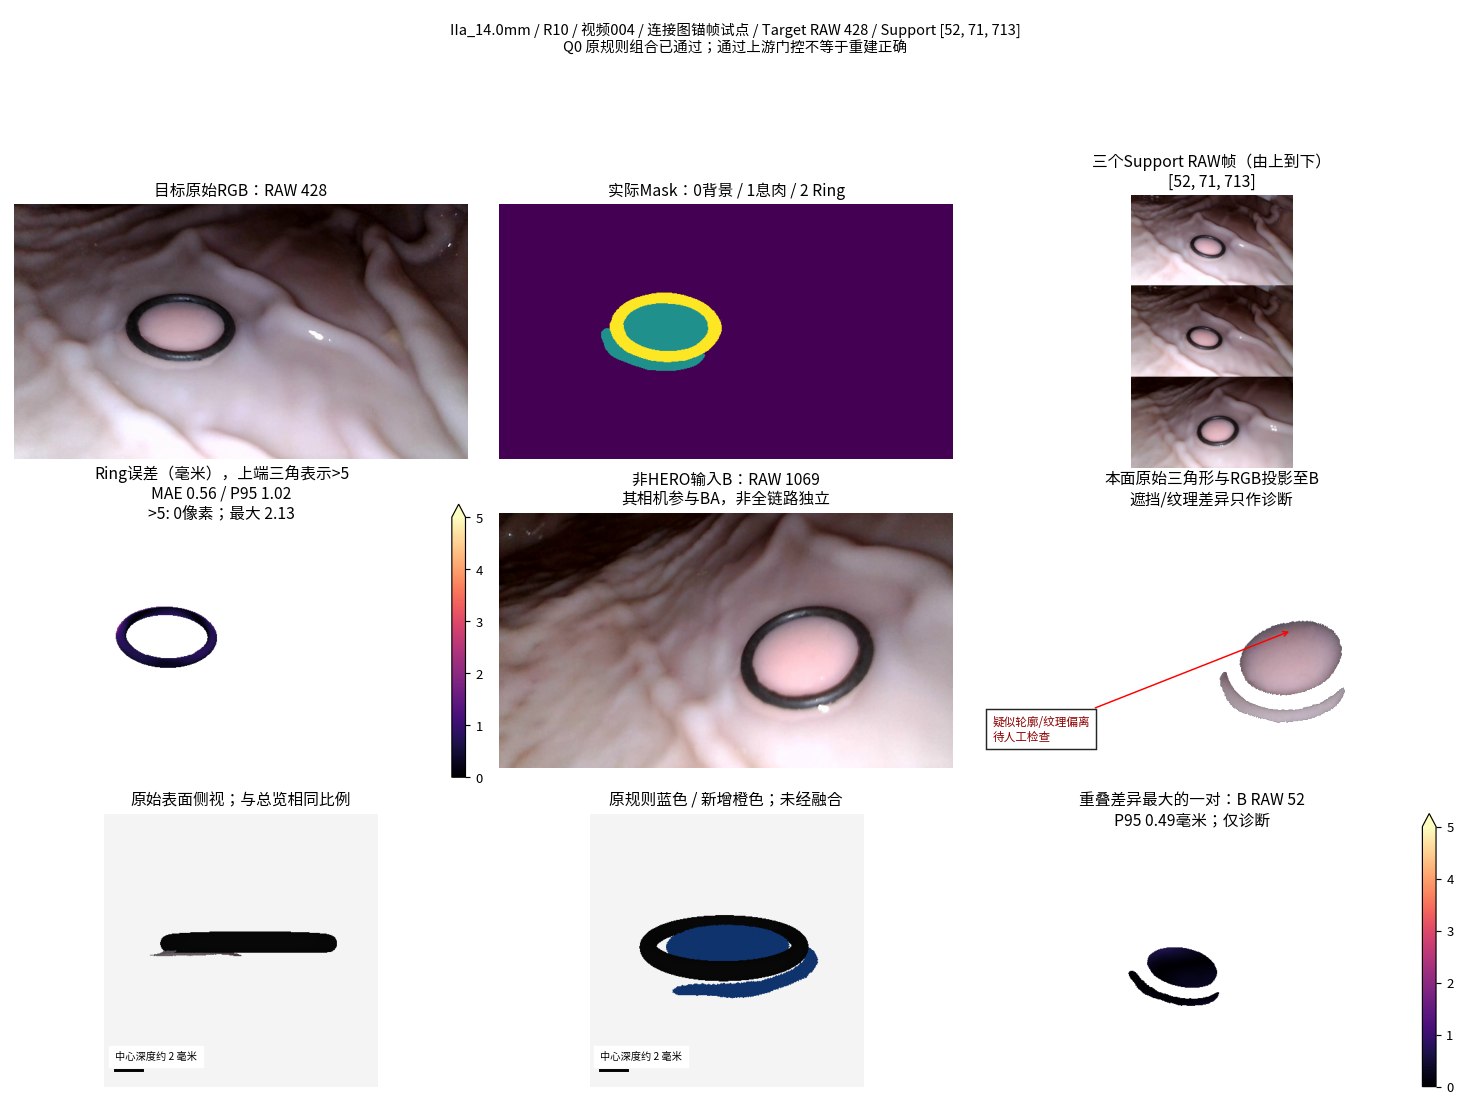 IIa_14.0mm / R10 / 视频004 / 连接图锚帧试点 / Target RAW 428 / Support [52, 71, 713]
Q0 原规则组合已通过；通过上游门控不等于重建正确
目标原始RGB：RAW 428
实际Mask：0背景 / 1息肉 / 2 Ring
三个Support RAW帧（由上到下）
[52, 71, 713]
Ring误差（毫米），上端三角表示>5
MAE 0.56 / P95 1.02
>5: 0像素；最大 2.13
5
4
3
2
1
0
非HERO输入B：RAW 1069
其相机参与BA，非全链路独立
本面原始三角形与RGB投影至B
遮挡/纹理差异只作诊断
疑似轮廓/纹理偏离
待人工检查
原始表面侧视；与总览相同比例
中心深度约 2 毫米
原规则蓝色 / 新增橙色；未经融合
中心深度约 2 毫米
重叠差异最大的一对：B RAW 52
P95 0.49毫米；仅诊断
5
4
3
2
1
0